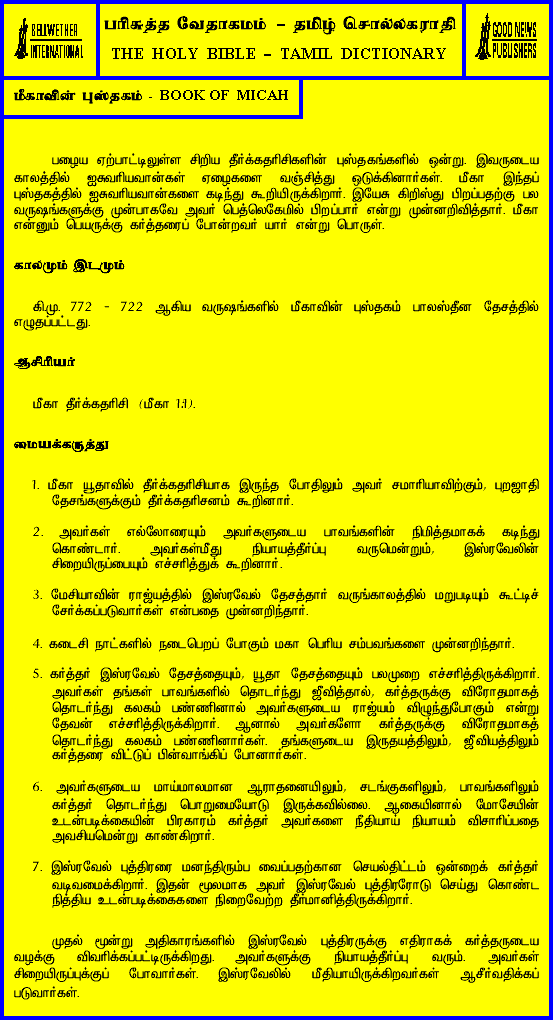 BELLWETHER
INTERNATIONAL
பரிசுத்த வேதாகமம் – தமிழ் சொல்லகராதி
THE HOLY BIBLE – TAMIL DICTIONARY
GOOD NEWS
PUBLISHERS
மீகாவின் புஸ்தகம் - BOOK OF MICAH
பழைய ஏற்பாட்டிலுள்ள சிறிய தீர்க்கதரிசிகளின் புஸ்தகங்களில் ஒன்று. இவருடைய
காலத்தில் ஐசுவரியவான்கள் ஏழைகளை வஞ்சித்து ஒடுக்கினார்கள். மீகா இந்தப்
புஸ்தகத்தில் ஐசுவரியவான்களை கடிந்து கூறியிருக்கிறார். இயேசு கிறிஸ்து பிறப்பதற்கு பல
வருஷங்களுக்கு முன்பாகவே அவர் பெத்லெகேமில் பிறப்பார் என்று முன்னறிவித்தார். மீகா
என்னும் பெயருக்கு கர்த்தரைப் போன்றவர் யார் என்று பொருள்.
காலமும் இடமும்
கி.மு. 772 – 722 ஆகிய வருஷங்களில் மீகாவின் புஸ்தகம் பாலஸ்தீன தேசத்தில்
எழுதப்பட்டது.
ஆசிரியர்
மீகா தீர்க்கதரிசி (மீகா 1:1).
மையக்கருத்து
1. மீகா யூதாவில் தீர்க்கதரிசியாக இருந்த போதிலும் அவர் சமாரியாவிற்கும், புறஜாதி
தேசங்களுக்கும் தீர்க்கதரிசனம் கூறினார்.
2. அவர்கள் எல்லோரையும் அவர்களுடைய பாவங்களின் நிமித்தமாகக் கடிந்து
கொண்டார். அவர்கள்மீது நியாயத்தீர்ப்பு வருமென்றும், இஸ்ரவேலின்
சிறையிருப்பையும் எச்சரித்துக் கூறினார்.
3. மேசியாவின் ராஜ்யத்தில் இஸ்ரவேல் தேசத்தார் வருங்காலத்தில் மறுபடியும் கூட்டிச்
சேர்க்கப்படுவார்கள் என்பதை முன்னறிந்தார்.
4. கடைசி நாட்களில் நடைபெறப் போகும் மகா பெரிய சம்பவங்களை முன்னறிந்தார்.
5. கர்த்தர் இஸ்ரவேல் தேசத்தையும், யூதா தேசத்தையும் பலமுறை எச்சரித்திருக்கிறார்.
அவர்கள் தங்கள் பாவங்களில் தொடர்ந்து ஜீவித்தால், கர்த்தருக்கு விரோதமாகத்
தொடர்ந்து கலகம் பண்ணினால் அவர்களுடைய ராஜ்யம் விழுந்துபோகும் என்று
தேவன் எச்சரித்திருக்கிறார். ஆனால் அவர்களோ கர்த்தருக்கு விரோதமாகத்
தொடர்ந்து கலகம் பண்ணினார்கள். தங்களுடைய இருதயத்திலும், ஜீவியத்திலும்
கர்த்தரை விட்டுப் பின்வாங்கிப் போனார்கள்.
6. அவர்களுடைய மாய்மாலமான ஆராதனையிலும், சடங்குகளிலும், பாவங்களிலும்
கர்த்தர் தொடர்ந்து பொறுமையோடு இருக்கவில்லை. ஆகையினால் மோசேயின்
உடன்படிக்கையின் பிரகாரம் கர்த்தர் அவர்களை நீதியாய் நியாயம் விசாரிப்பதை
அவசியமென்று காண்கிறார்.
7. இஸ்ரவேல் புத்திரரை மனந்திரும்ப வைப்பதற்கான செயல்திட்டம் ஒன்றைக் கர்த்தர்
வடிவமைக்கிறார். இதன் மூலமாக அவர் இஸ்ரவேல் புத்திரரோடு செய்து கொண்ட
நித்திய உடன்படிக்கைகளை நிறைவேற்ற தீர்மானித்திருக்கிறார்.
முதல் மூன்று அதிகாரங்களில் இஸ்ரவேல் புத்திரருக்கு எதிராகக் கர்த்தருடைய
வழக்கு விவரிக்கப்பட்டிருக்கிறது. அவர்களுக்கு நியாயத்தீர்ப்பு வரும். அவர்கள்
சிறையிருப்புக்குப் போவார்கள். இஸ்ரவேலில் மீதியாயிருக்கிறவர்கள் ஆசீர்வதிக்கப்
படுவார்கள்.